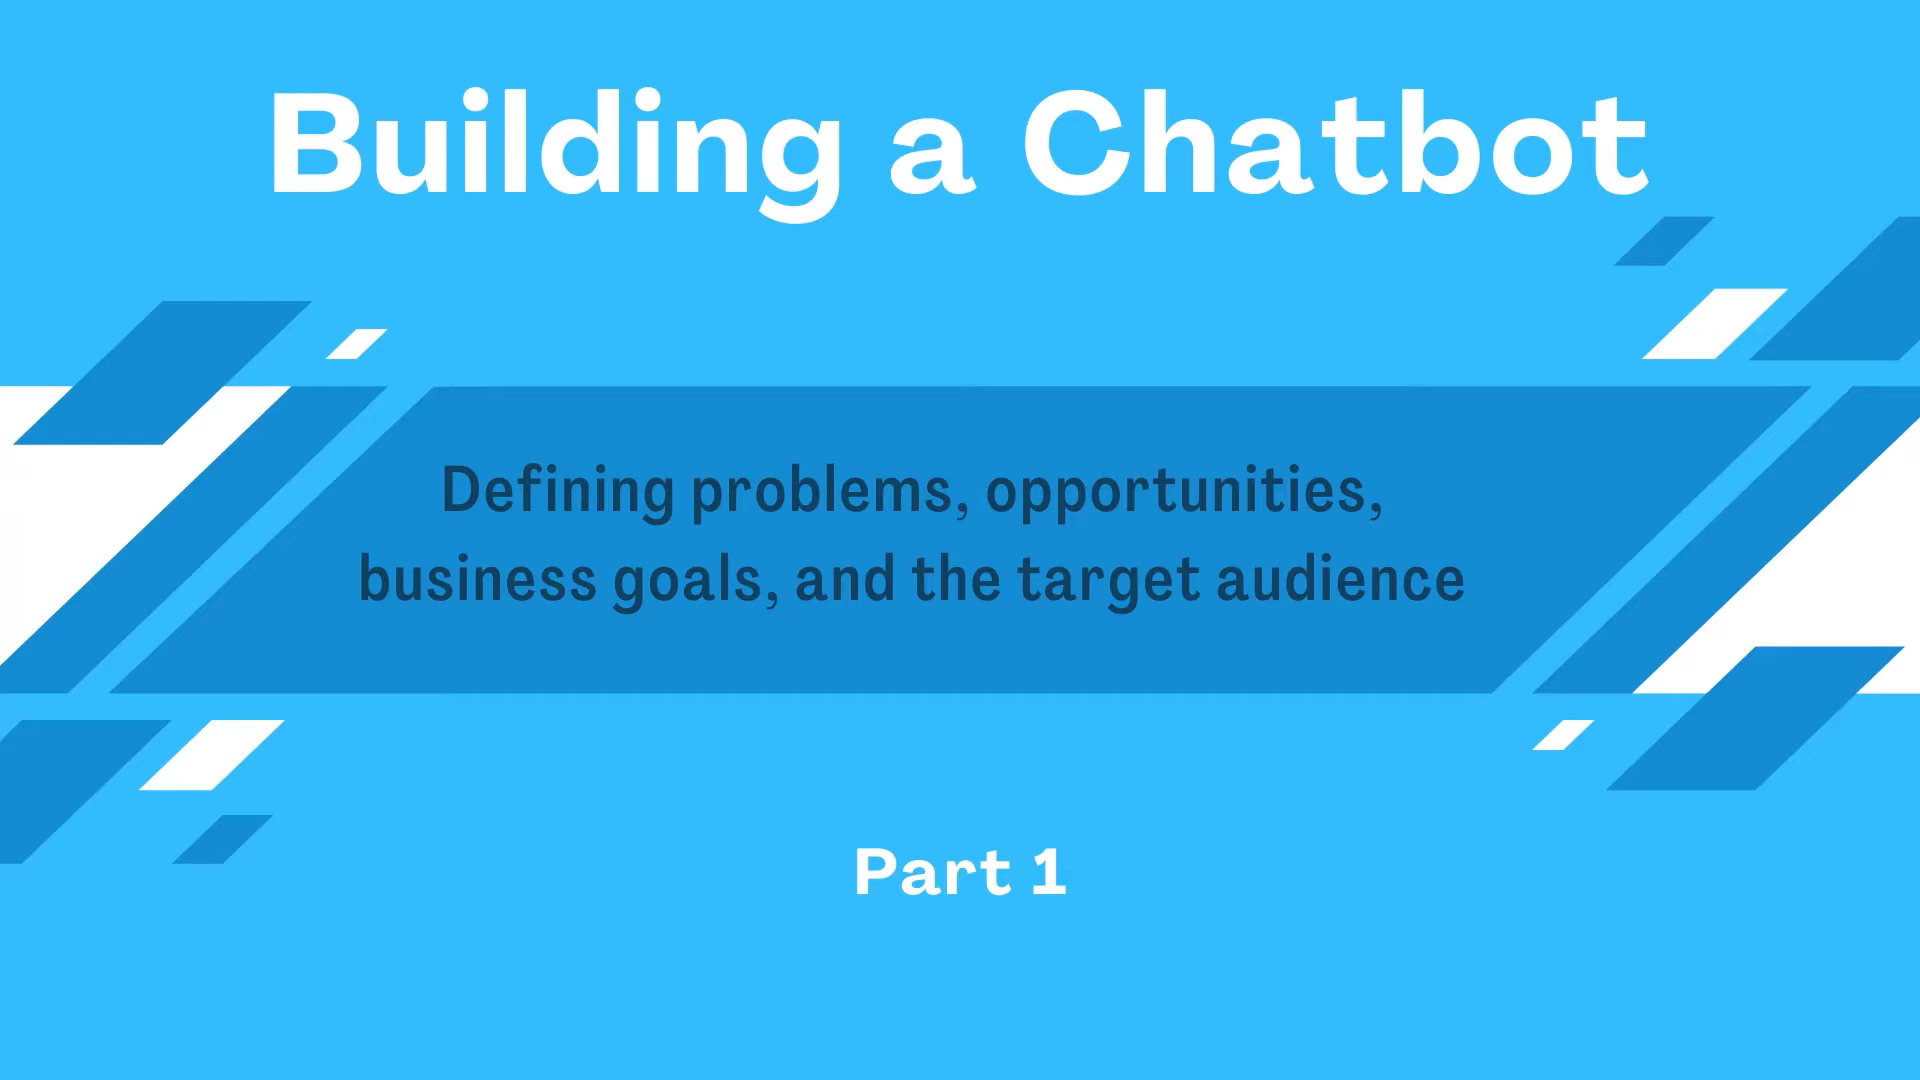 Building a Chatbot
Defining problems, opportunities,
business goals, and the target audience
Part 1